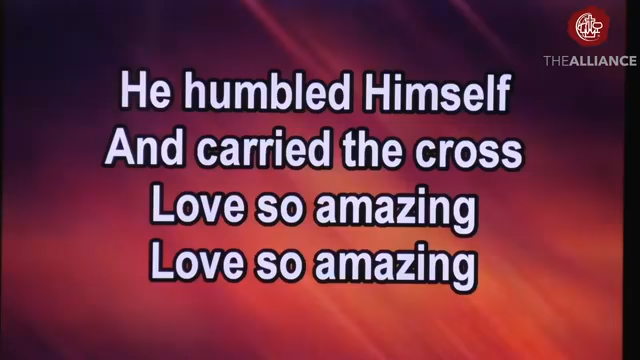 THEALLIANCE
He humbled Himself
And carried the cross
Love so amazing
Love so amazing